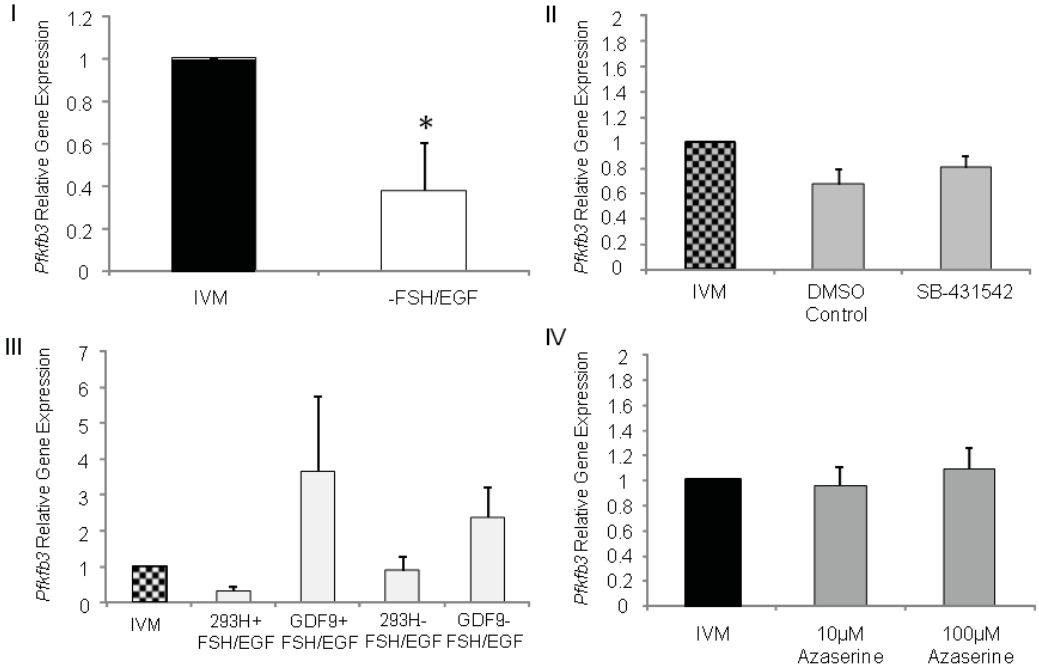 I
Pfkfb3 Relative Gene Expression
1.2
1
0.8
0.6
0.4
0.2
0
*
IVM
-FSH/EGF
II
Pfkfb3 Relative Gene Expression
2
1.8
1.6
1.4
1.2
1
0.8
0.6
0.4
0.2
0
IVM
DMSO
Control
SB-431542
III
Pfkfb3 Relative Gene Expression
7
6
5
4
3
2
1
0
IVM
293H+
FSH/EGF
GDF9+
FSH/EGF
293H-
FSH/EGF
GDF9-
FSH/EGF
IV
Pfkfb3 Relative Gene Expression
2
1.8
1.6
1.4
1.2
1
0.8
0.6
0.4
0.2
0
IVM
10µM
Azaserine
100µM
Azaserine